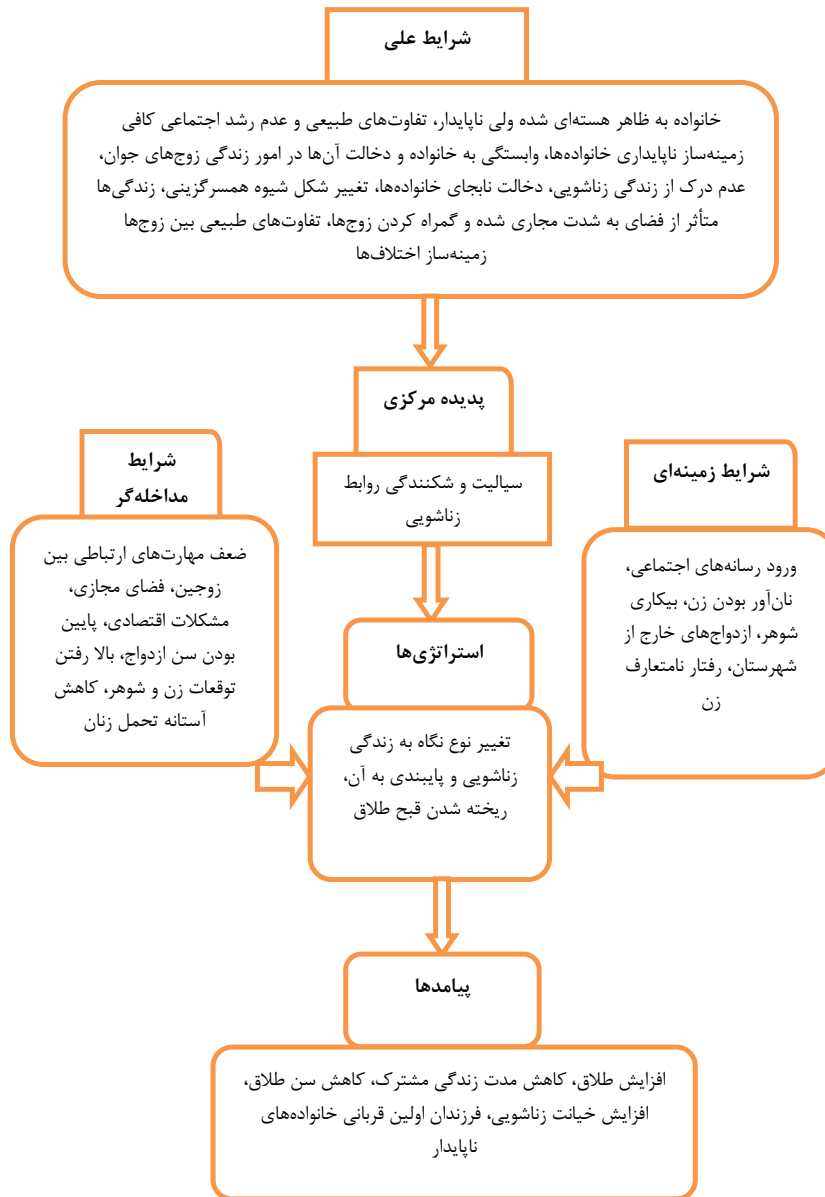 شرایط علی
خانواده به ظاهر هسته‌ای شده ولی ناپایدار، تفاوت‌های طبیعی و عدم رشد اجتماعی کافی
زمینه‌ساز ناپایداری خانواده‌ها، وابستگی به خانواده و دخالت آن‌ها در امور زندگی زوج‌های جوان،
عدم درک از زندگی زناشویی، دخالت نابجای خانواده‌ها، تغییر شکل شیوه همسرگزینی، زندگی‌ها
متأثر از فضای به شدت مجاری شده و گمراه کردن زوج‌ها، تفاوت‌های طبیعی بین زوج‌ها
زمینه‌ساز اختلاف‌ها
پدیده مرکزی
سیالیت و شکنندگی روابط
زناشویی
شرایط زمینه‌ای
ورود رسانه‌های اجتماعی،
نان‌آور بودن زن، بیکاری
شوهر، ازدواج‌های خارج از
شهرستان، رفتار نامتعارف
زن
شرایط
مداخله‌گر
ضعف مهارت‌های ارتباطی بین
زوجین، فضای مجازی،
مشکلات اقتصادی، پایین
بودن سن ازدواج، بالا رفتن
توقعات زن و شوهر، کاهش
آستانه تحمل زنان
استراتژی‌ها
تغییر نوع نگاه به زندگی
زناشویی و پایبندی به آن،
ریخته شدن قبح طلاق
پیامدها
افزایش طلاق، کاهش مدت زندگی مشترک، کاهش سن طلاق،
افزایش خیانت زناشویی، فرزندان اولین قربانی خانواده‌های
ناپایدار